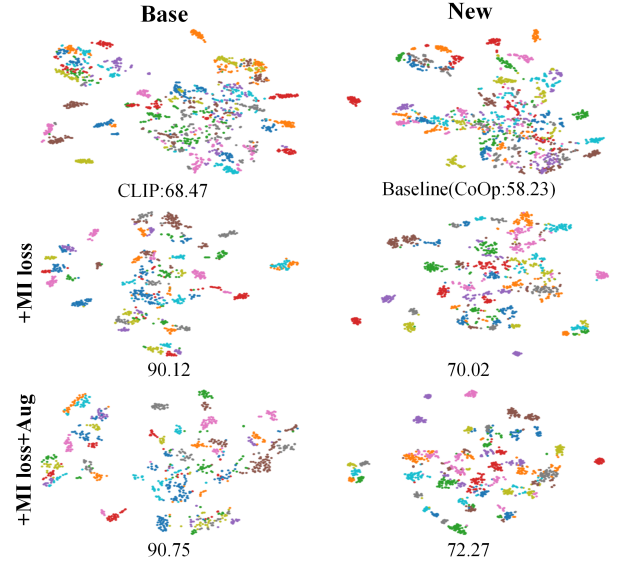 Base
New
CLIP:68.47
Baseline(CoOp:58.23)
+MI loss
90.12
70.02
+MI loss+Aug
90.75
72.27